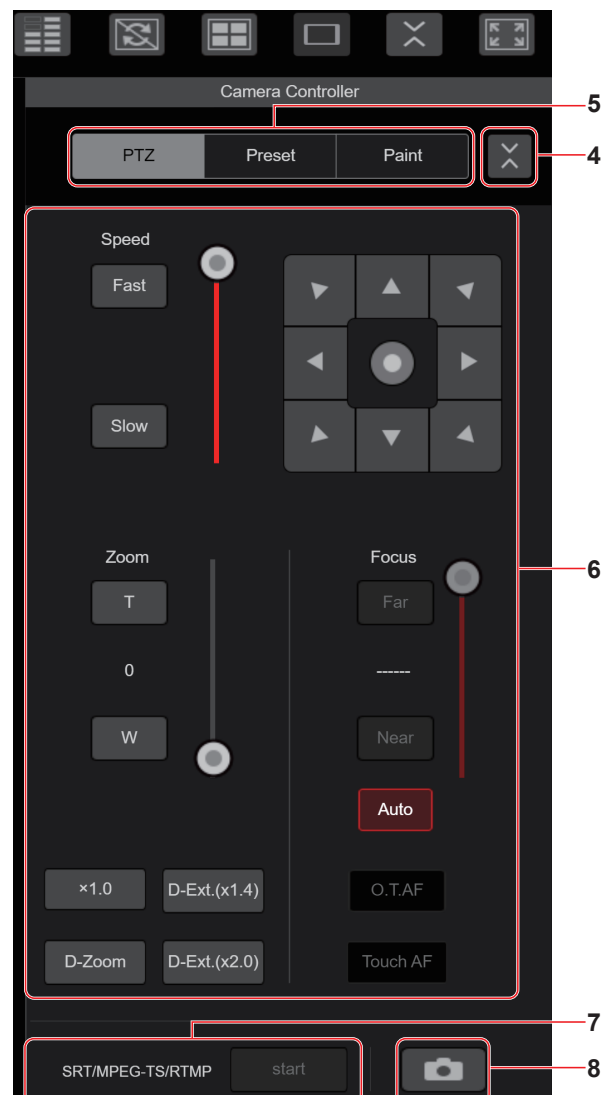 Camera Controller
5
PTZ Preset Paint
4
Speed
Fast
Slow
Zoom Focus
6
T Far
0 ------
W Near
Auto
×1.0 D-Ext.(x1.4) O.T.AF
D-Zoom D-Ext.(x2.0) Touch AF
7
SRT/MPEG-TS/RTMP start
8